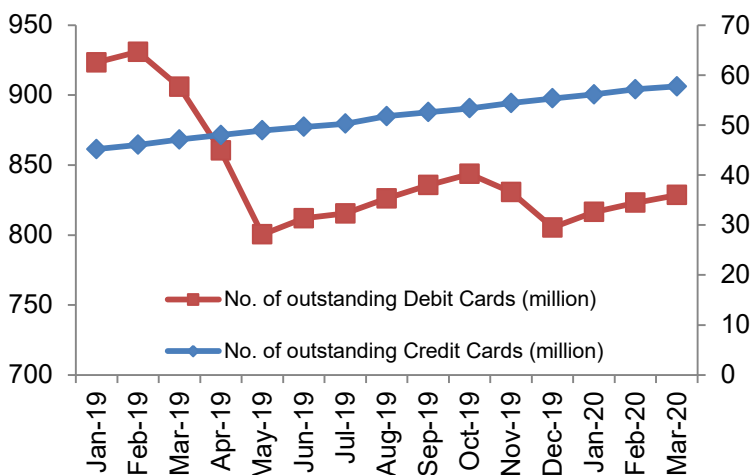 950
900
850
800
750
700
70
60
50
40
30
20
10
0
No. of outstanding Debit Cards (million)
No. of outstanding Credit Cards (million)
Jan-19
Feb-19
Mar-19
Apr-19
May-19
Jun-19
Jul-19
Aug-19
Sep-19
Oct-19
Nov-19
Dec-19
Jan-20
Feb-20
Mar-20